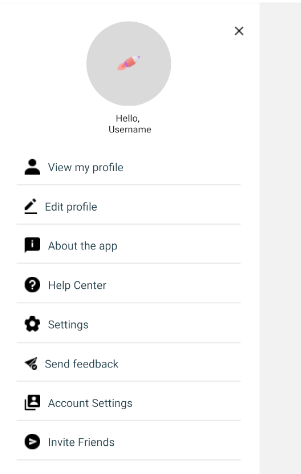 Hello,
Username
View my profile
Edit profile
About the app
Help Center
Settings
Send feedback
Account Settings
Invite Friends